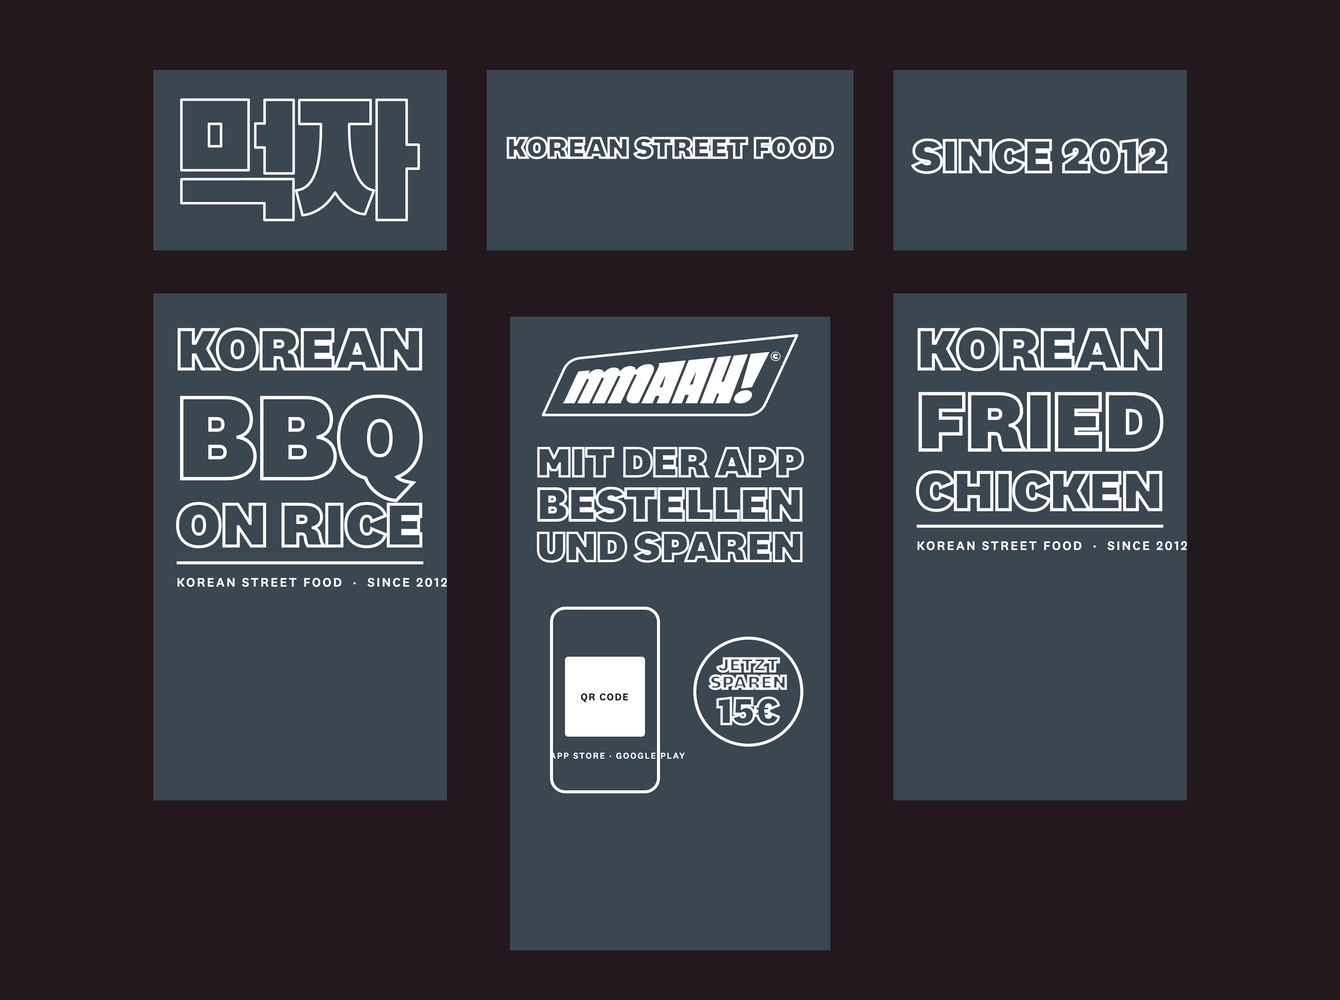 먹자
KOREAN STREET FOOD
SINCE 2012
KOREAN
BBQ
ON RICE
KOREAN STREET FOOD · SINCE 2012
mmAAH!©
MIT DER APP
BESTELLEN
UND SPAREN
QR CODE
APP STORE · GOOGLE PLAY
JETZT
SPAREN
15€
KOREAN
FRIED
CHICKEN
KOREAN STREET FOOD · SINCE 2012